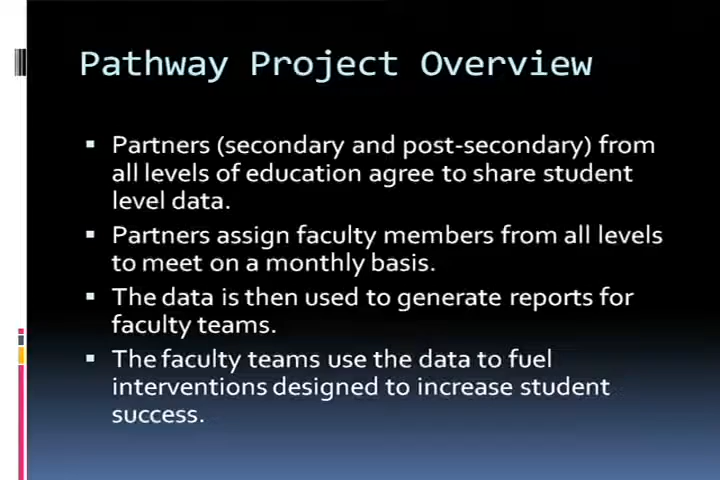 Pathway Project Overview
▪ Partners (secondary and post-secondary) from
all levels of education agree to share student
level data.
▪ Partners assign faculty members from all levels
to meet on a monthly basis.
▪ The data is then used to generate reports for
faculty teams.
▪ The faculty teams use the data to fuel
interventions designed to increase student
success.